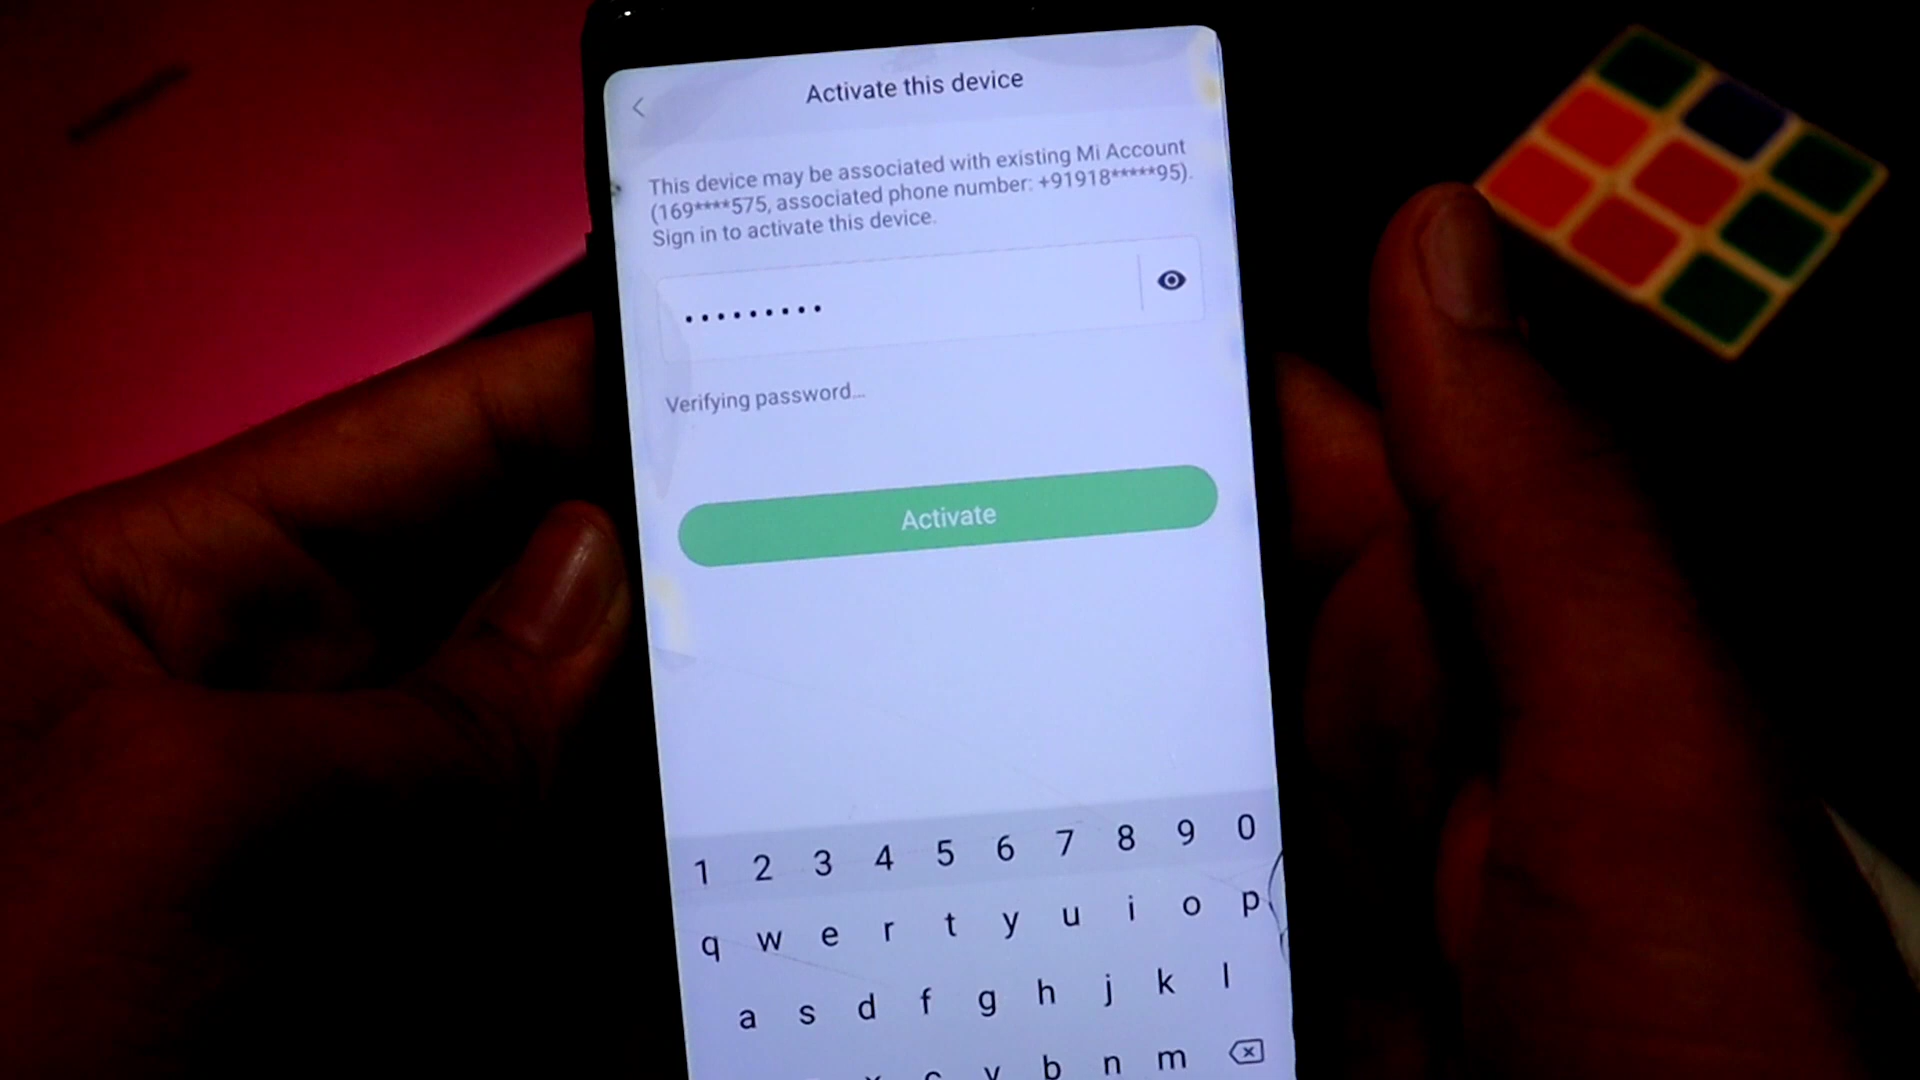 Activate this device
This device may be associated with existing Mi Account
(169****575, associated phone number: +91918*****95).
Sign in to activate this device.
•••••••••
Verifying password...
Activate
1 2 3 4 5 6 7 8 9 0
q w e r t y u i o p
a s d f g h j k l
x c v b n m